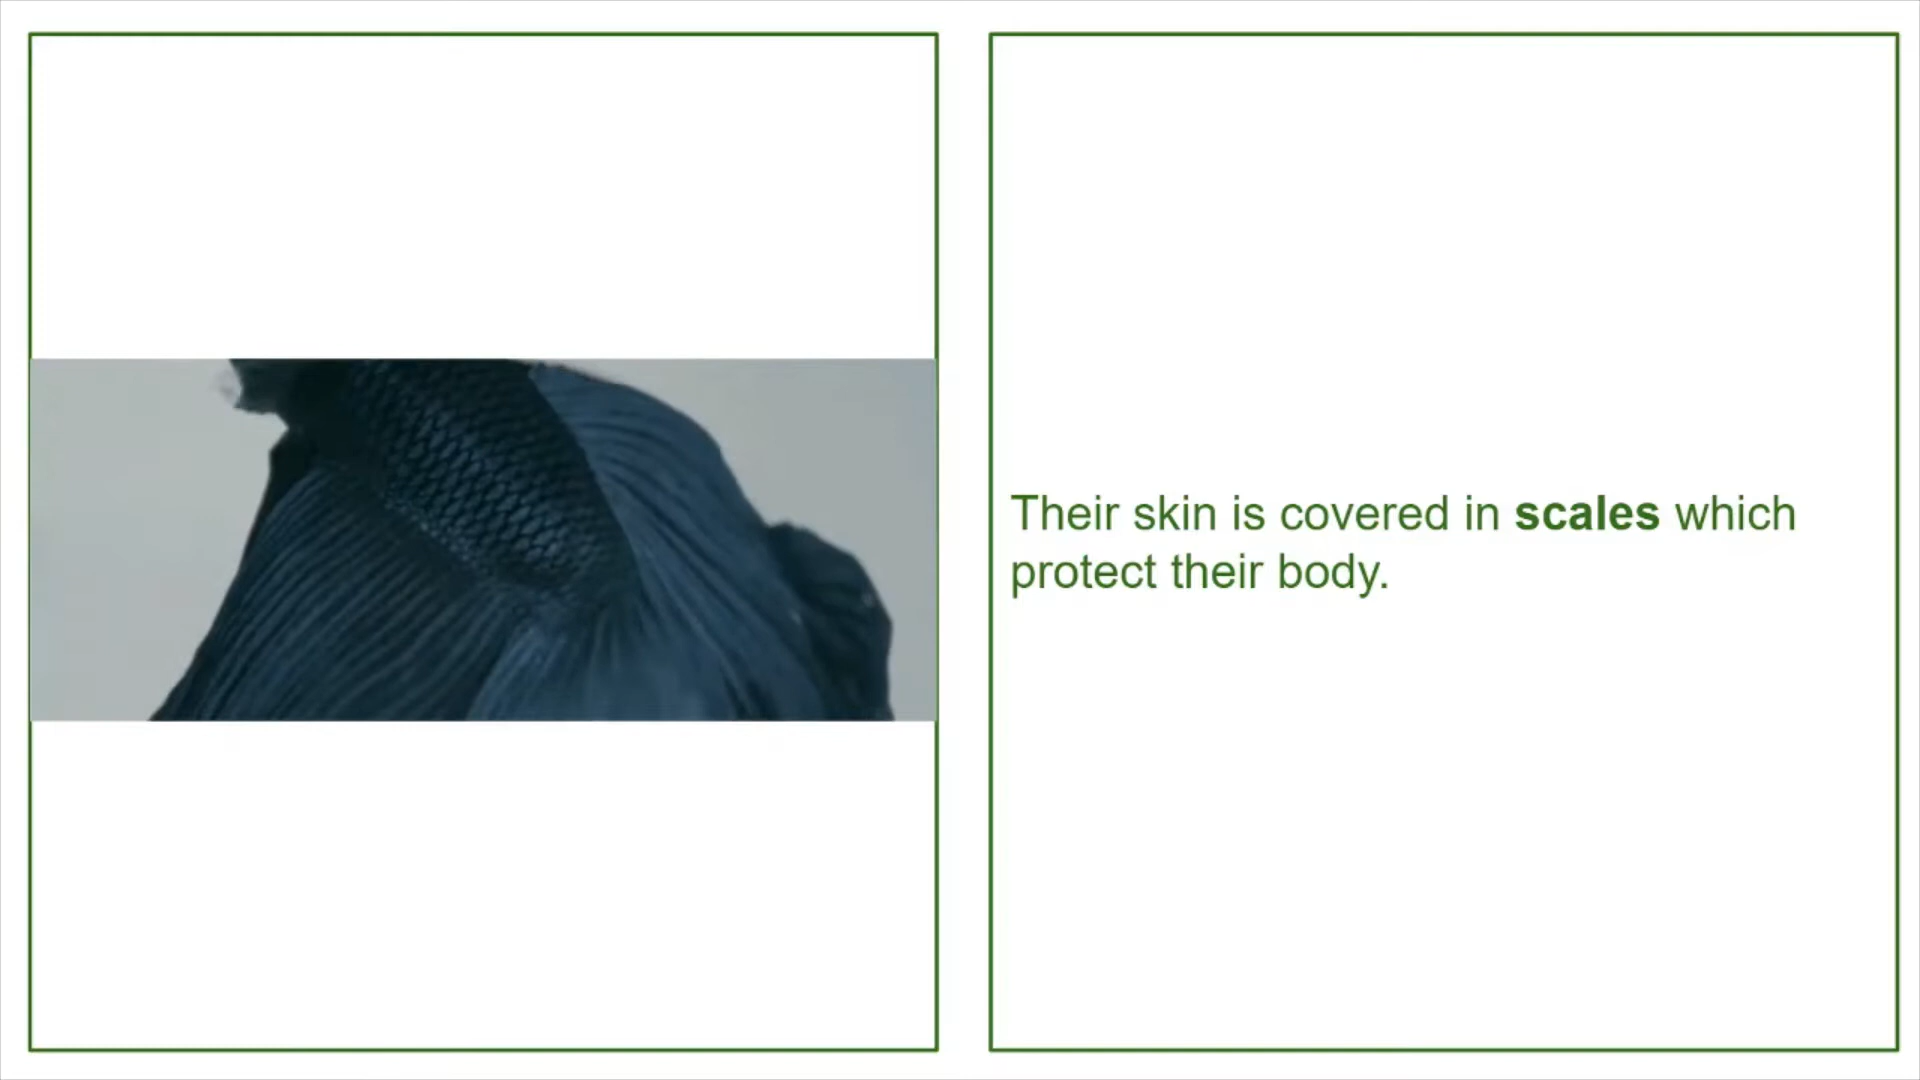 Their skin is covered in scales which
protect their body.